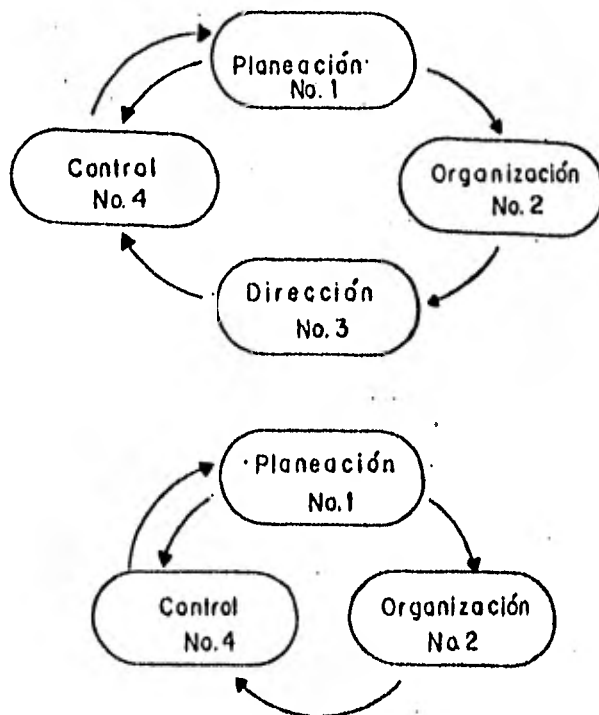 Planeación
No. 1
Control
No. 4
Organización
No. 2
Dirección
No. 3
Planeación
No. 1
Control
No. 4
Organización
No. 2